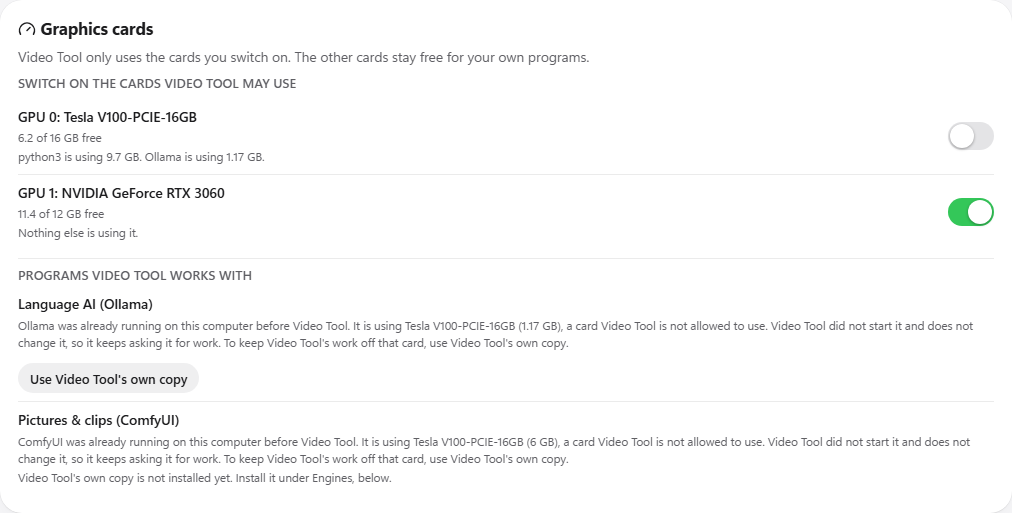 Graphics cards
Video Tool only uses the cards you switch on. The other cards stay free for your own programs.
SWITCH ON THE CARDS VIDEO TOOL MAY USE
GPU 0: Tesla V100-PCIE-16GB
6.2 of 16 GB free
python3 is using 9.7 GB. Ollama is using 1.17 GB.
GPU 1: NVIDIA GeForce RTX 3060
11.4 of 12 GB free
Nothing else is using it.
PROGRAMS VIDEO TOOL WORKS WITH
Language AI (Ollama)
Ollama was already running on this computer before Video Tool. It is using Tesla V100-PCIE-16GB (1.17 GB), a card Video Tool is not allowed to use. Video Tool did not start it and does not
change it, so it keeps asking it for work. To keep Video Tool's work off that card, use Video Tool's own copy.
Use Video Tool's own copy
Pictures & clips (ComfyUI)
ComfyUI was already running on this computer before Video Tool. It is using Tesla V100-PCIE-16GB (6 GB), a card Video Tool is not allowed to use. Video Tool did not start it and does not
change it, so it keeps asking it for work. To keep Video Tool's work off that card, use Video Tool's own copy.
Video Tool's own copy is not installed yet. Install it under Engines, below.